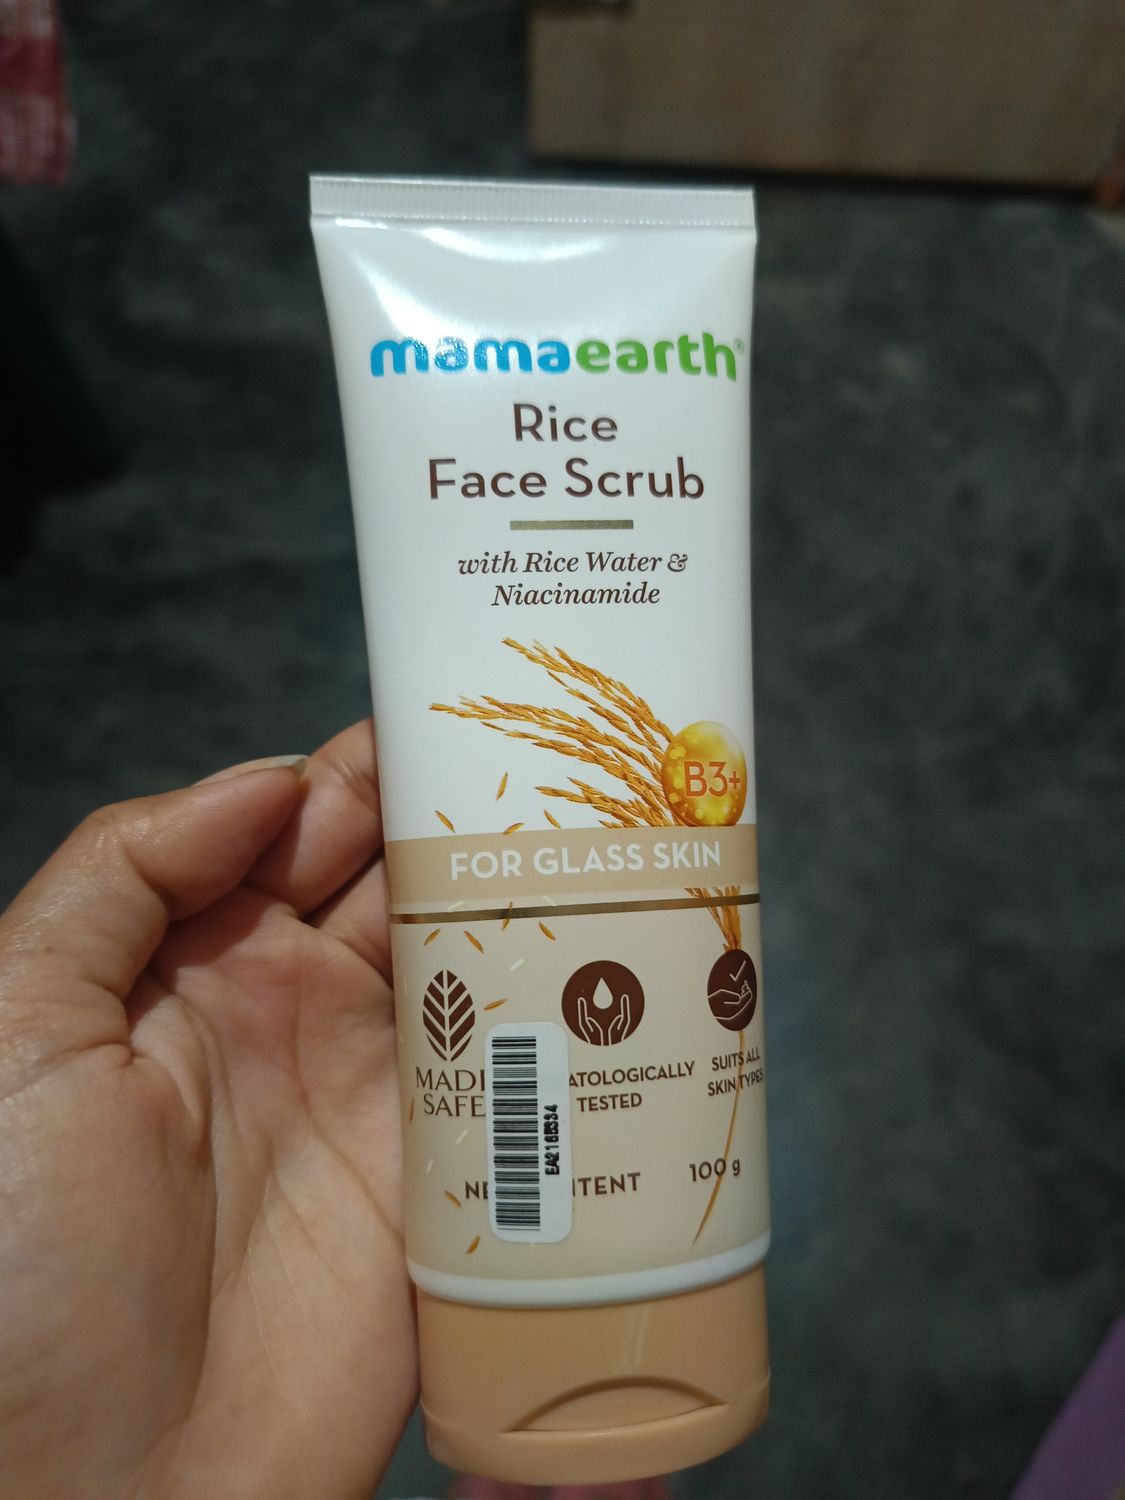 mamaearth®
Rice
Face Scrub
with Rice Water &
Niacinamide
B3+
FOR GLASS SKIN
MADE
SAFE
ATOLOGICALLY
TESTED
SUITS ALL
SKIN TYPES
NE TENT 100 g